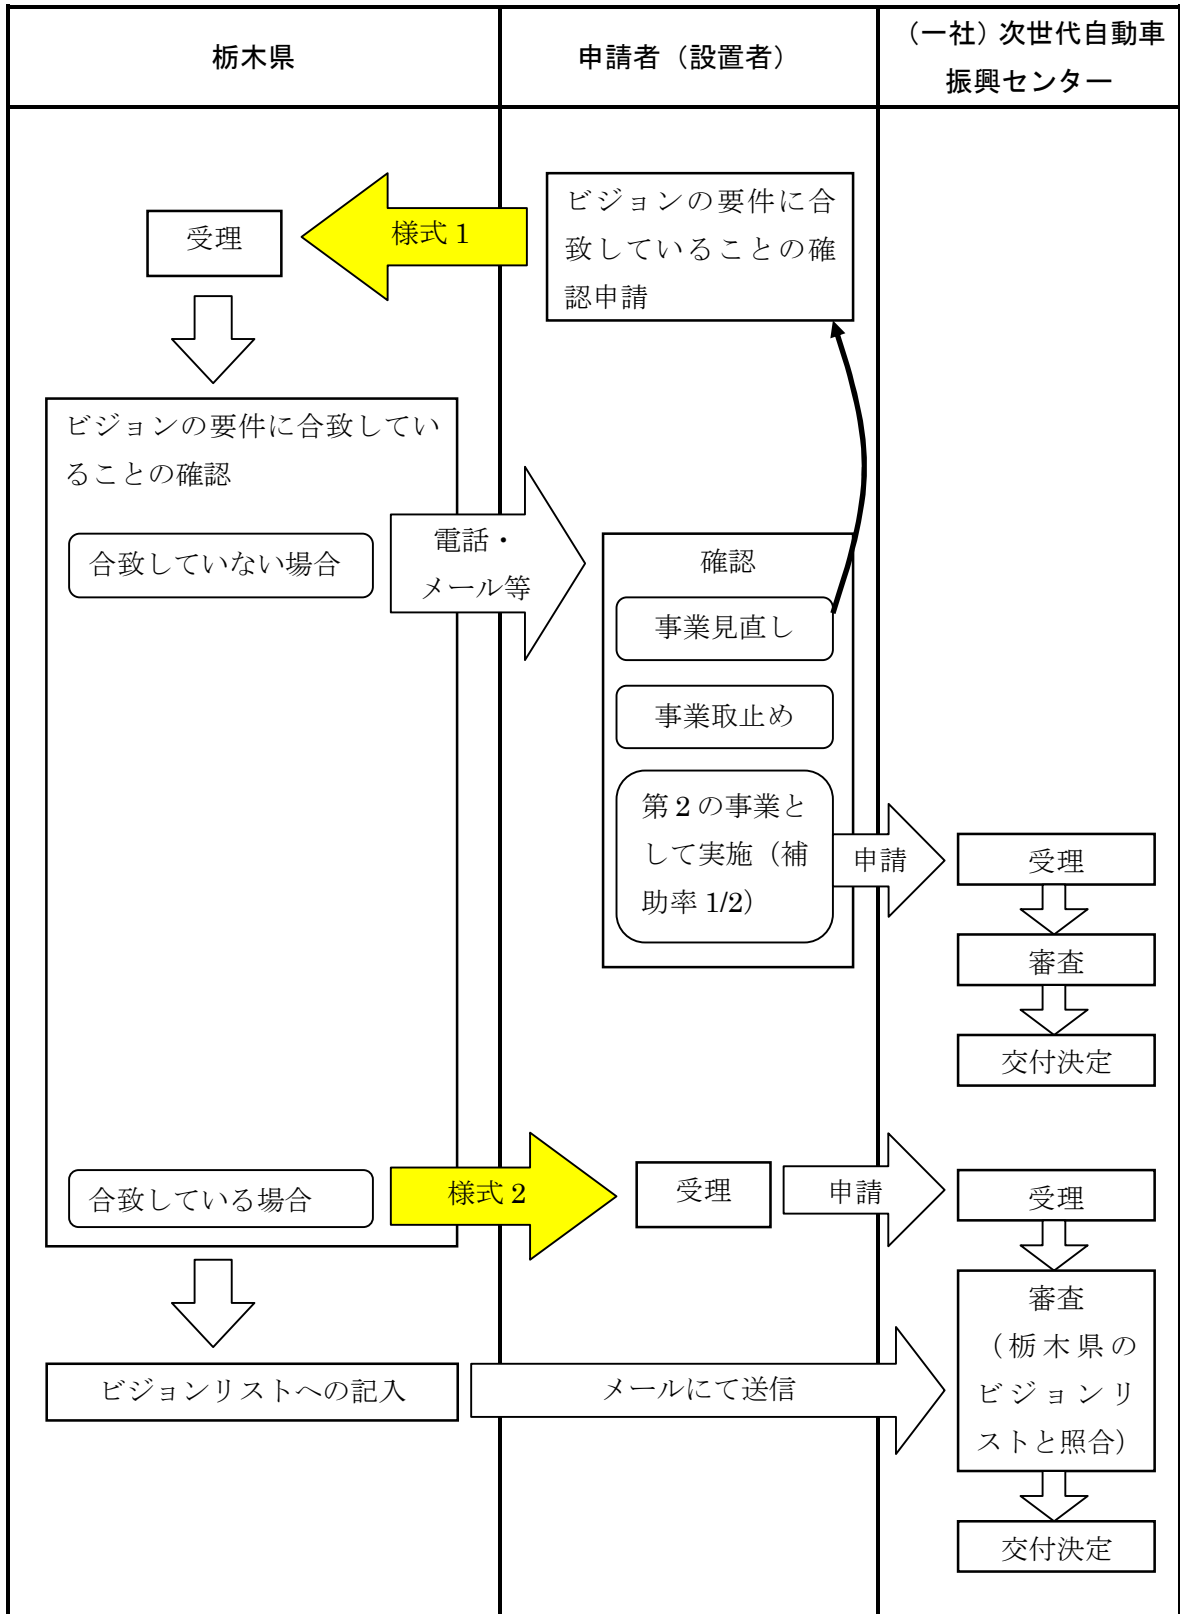 栃木県
申請者（設置者）
（一社）次世代自動車
振興センター
ビジョンの要件に合
致していることの確
認申請
様式 1
受理
ビジョンの要件に合致してい
ることの確認
合致していない場合
電話・
メール等
確認
事業見直し
事業取止め
第 2 の事業と
して実施（補
助率 1/2）
申請
受理
審査
交付決定
合致している場合
様式 2
受理
申請
受理
審査
（栃木県の
ビジョンリ
ストと照合）
ビジョンリストへの記入
メールにて送信
交付決定